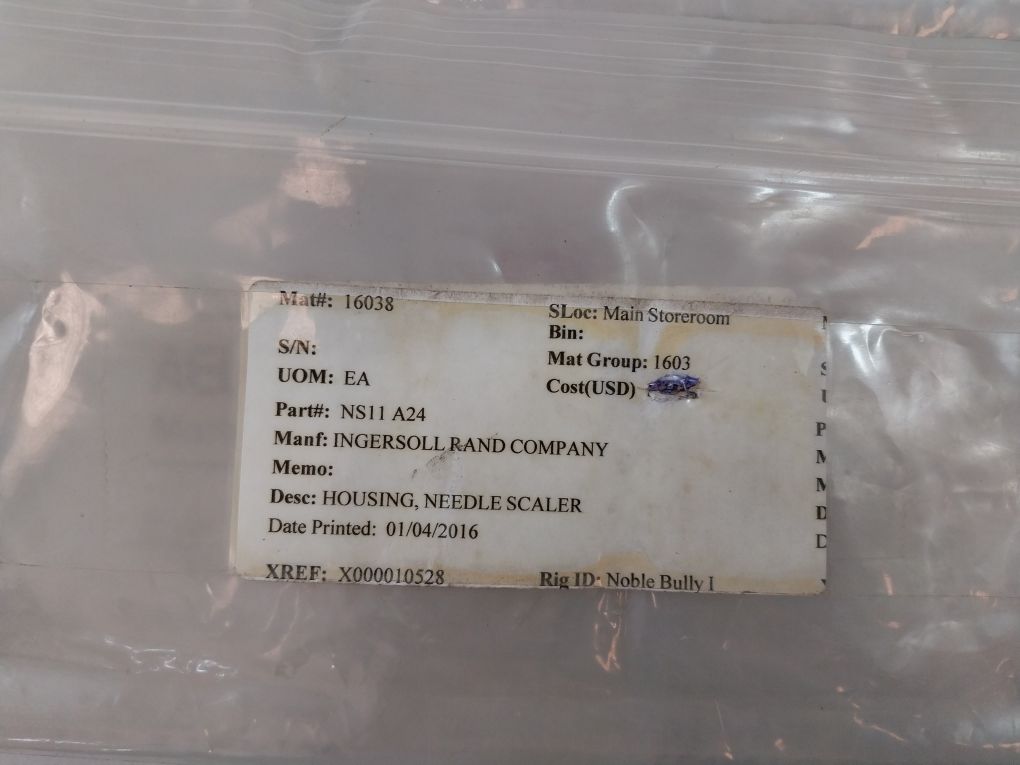 Mat#: 16038
SLoc: Main Storeroom
Bin:
S/N:
Mat Group: 1603
UOM: EA
Cost(USD)
Part#: NS11 A24
Manf: INGERSOLL RAND COMPANY
Memo:
Desc: HOUSING, NEEDLE SCALER
Date Printed: 01/04/2016
XREF: X000010528
Rig ID: Noble Bully I